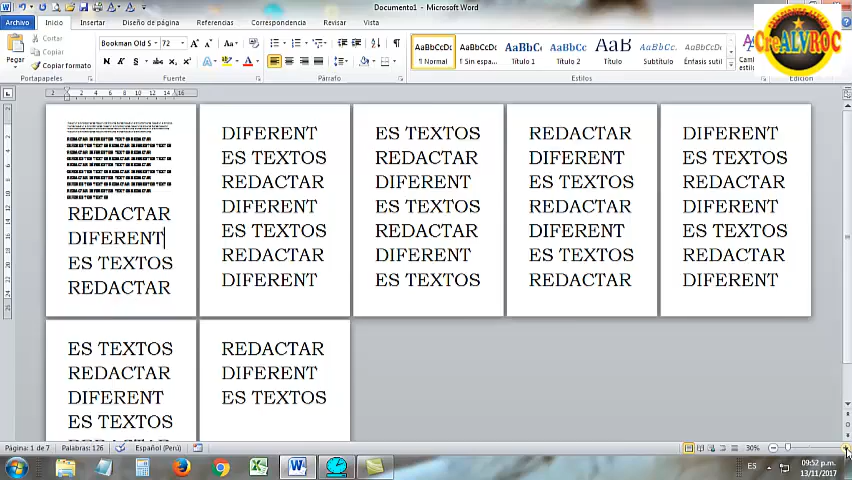 Documento1 - Microsoft Word
Archivo Inicio Insertar Diseño de página Referencias Correspondencia Revisar Vista
Pegar
Cortar
Copiar
Copiar formato
Portapapeles
Bookman Old S 72
Fuente
Párrafo
AaBbCcDc AaBbCcDc AaBbCc AaBbCc AaB AaBbCc. AaBbCcDc
¶ Normal ¶ Sin espa... Título 1 Título 2 Título Subtítulo Énfasis sutil
Estilos
CreALVROC
REDACTAR
DIFERENT
ES TEXTOS
REDACTAR
DIFERENT
ES TEXTOS
REDACTAR
DIFERENT
ES TEXTOS
REDACTAR
DIFERENT
ES TEXTOS
REDACTAR
DIFERENT
ES TEXTOS
REDACTAR
DIFERENT
ES TEXTOS
REDACTAR
DIFERENT
ES TEXTOS
REDACTAR
DIFERENT
ES TEXTOS
REDACTAR
DIFERENT
ES TEXTOS
REDACTAR
DIFERENT
ES TEXTOS
REDACTAR
DIFERENT
ES TEXTOS
REDACTAR
DIFERENT
ES TEXTOS
REDACTAR
DIFERENT
ES TEXTOS
Página: 1 de 7 Palabras: 126 Español (Perú) 30%
ES 09:52 p.m.
13/11/2017